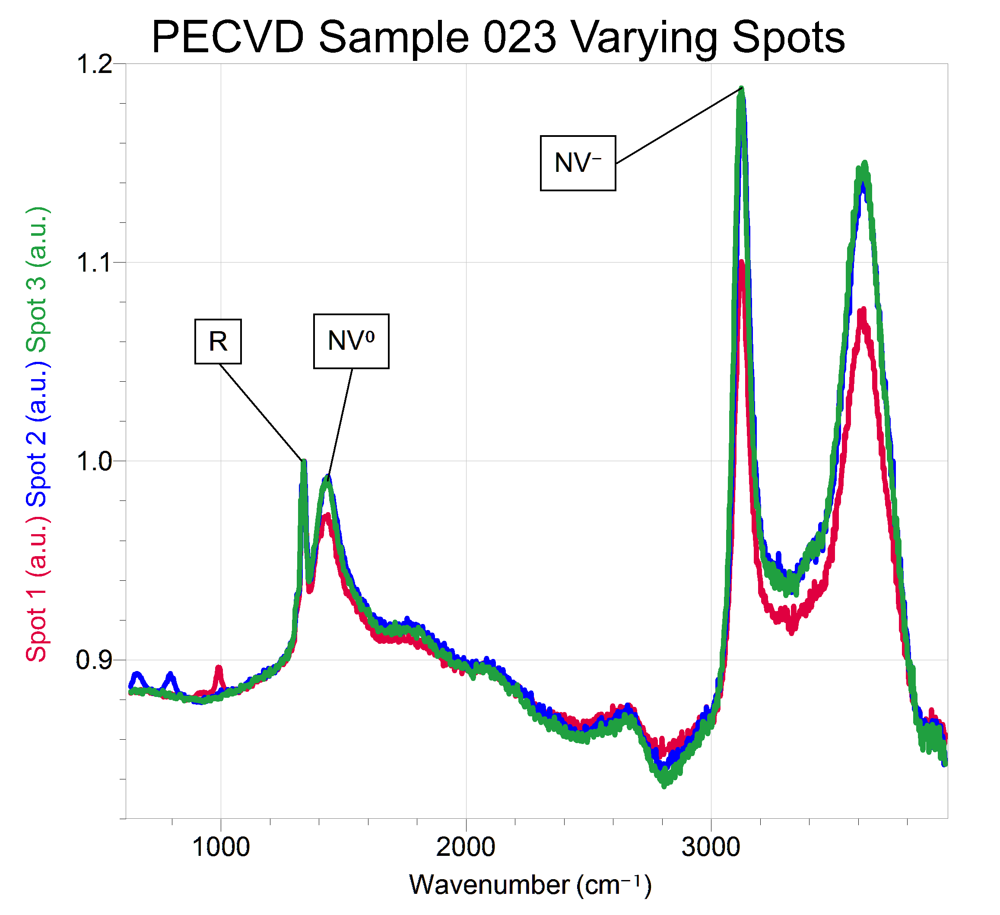 PECVD Sample 023 Varying Spots
1.2
1.1
1.0
0.9
Spot 1 (a.u.) Spot 2 (a.u.) Spot 3 (a.u.)
NV⁻
R
NV⁰
1000 2000 3000
Wavenumber (cm⁻¹)